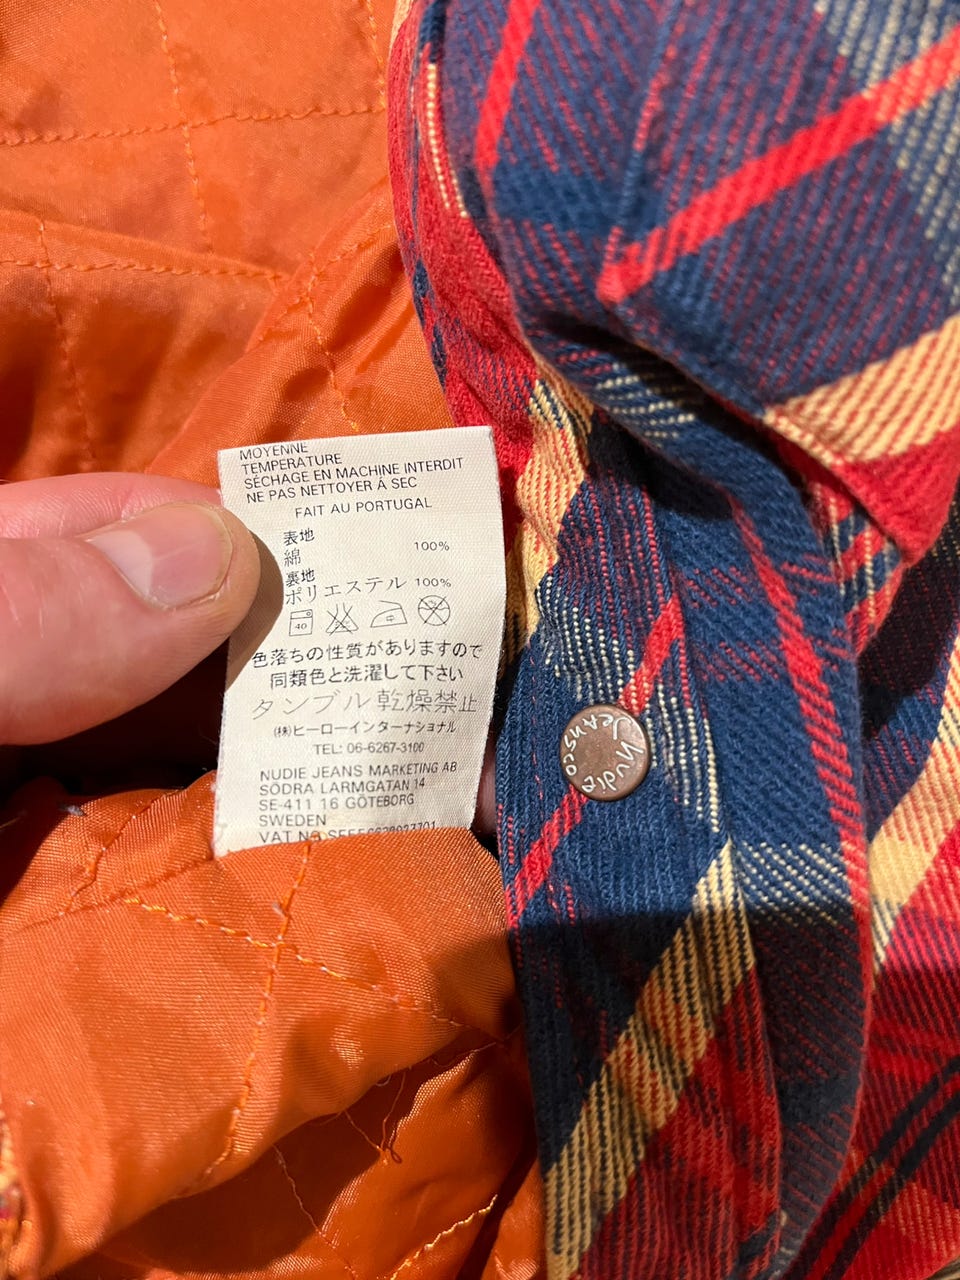 MOYENNE
TEMPERATURE
SÉCHAGE EN MACHINE INTERDIT
NE PAS NETTOYER Á SEC
FAIT AU PORTUGAL
表地
綿 100%
裏地
ポリエステル 100%
40
色落ちの性質がありますので
同類色と洗濯して下さい
タンブル乾燥禁止
(株)ヒーローインターナショナル
TEL: 06-6267-3100
NUDIE JEANS MARKETING AB
SÖDRA LARMGATAN 14
SE-411 16 GÖTEBORG
SWEDEN
VAT NO
Nudie
Jeans co